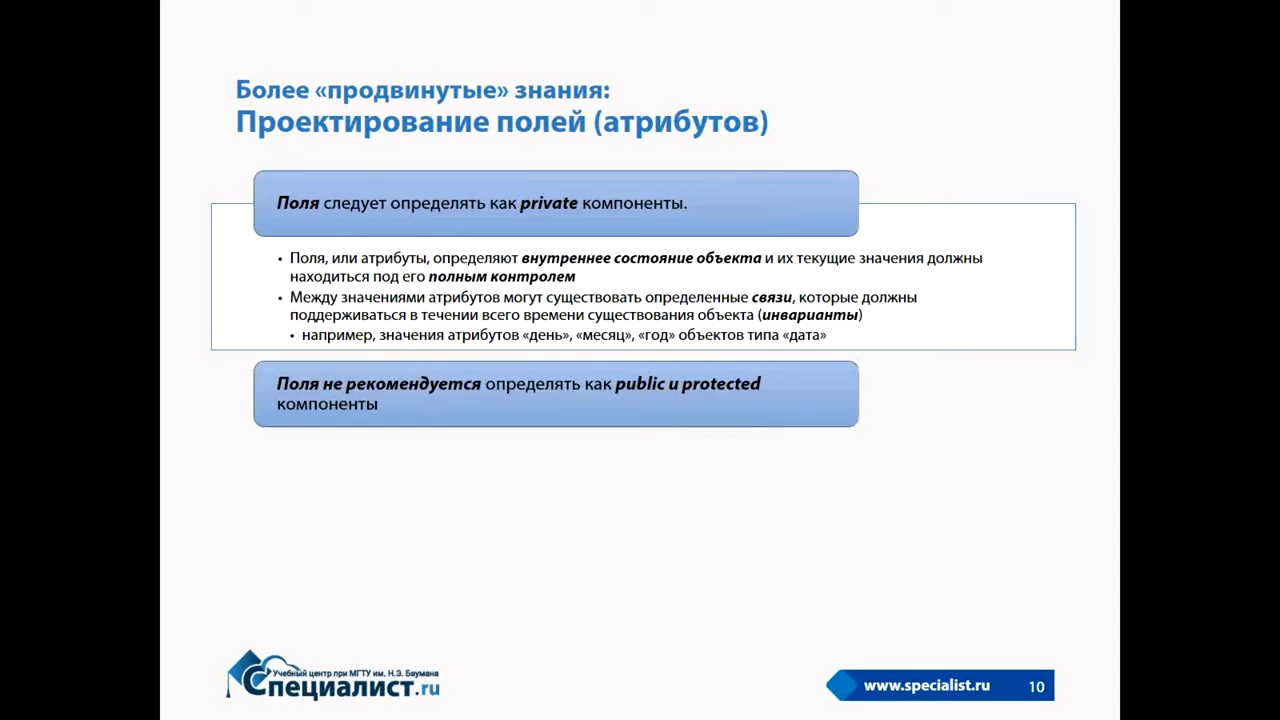 Более «продвинутые» знания:
Проектирование полей (атрибутов)
Поля следует определять как private компоненты.
• Поля, или атрибуты, определяют внутреннее состояние объекта и их текущие значения должны
находиться под его полным контролем
• Между значениями атрибутов могут существовать определенные связи, которые должны
поддерживаться в течении всего времени существования объекта (инварианты)
• например, значения атрибутов «день», «месяц», «год» объектов типа «дата»
Поля не рекомендуется определять как public и protected
компоненты
Учебный центр при МГТУ им. Н.Э. Баумана
Специалист.ru
www.specialist.ru 10